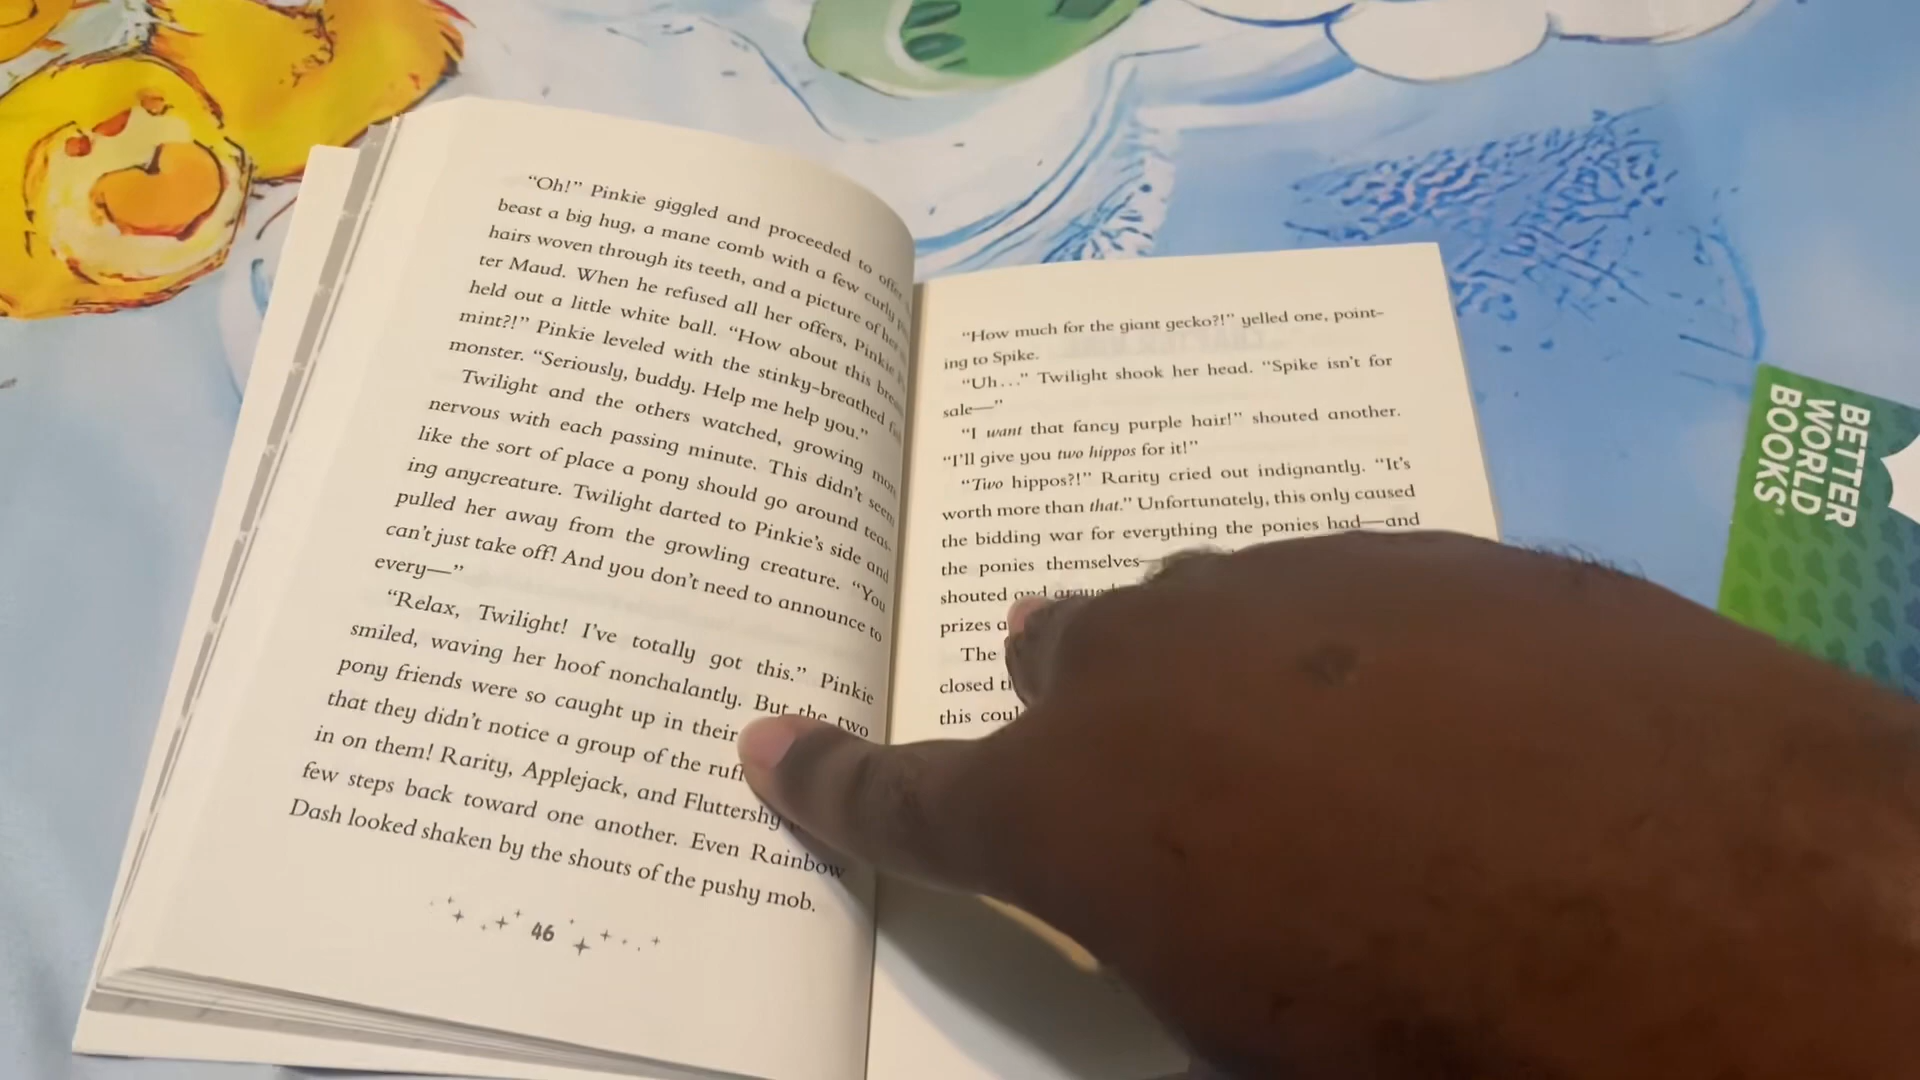 “Oh!” Pinkie giggled and proceeded to offer
beast a big hug, a mane comb with a few curly
hairs woven through its teeth, and a picture of her
ter Maud. When he refused all her offers, Pinkie
held out a little white ball. “How about this
mint?!” Pinkie leveled with the stinky-breathed
monster. “Seriously, buddy. Help me help you.”
Twilight and the others watched, growing
nervous with each passing minute. This didn’t seem
like the sort of place a pony should go around teas-
ing anycreature. Twilight darted to Pinkie’s side and
pulled her away from the growling creature. “You
can’t just take off! And you don’t need to announce to
every—”
“Relax, Twilight! I’ve totally got this.” Pinkie
smiled, waving her hoof nonchalantly. But the two
pony friends were so caught up in their
that they didn’t notice a group of the
in on them! Rarity, Applejack, and Fluttershy
few steps back toward one another. Even Rainbow
Dash looked shaken by the shouts of the pushy mob.
46
“How much for the giant gecko?!” yelled one, point-
ing to Spike.
“Uh…” Twilight shook her head. “Spike isn’t for
sale—”
“I want that fancy purple hair!” shouted another.
“I’ll give you two hippos for it!”
“Two hippos?!” Rarity cried out indignantly. “It’s
worth more than that.” Unfortunately, this only caused
the bidding war for everything the ponies had—and
the ponies themselves—
shouted and
prizes
The
closed
this
BETTER
WORLD
BOOKS